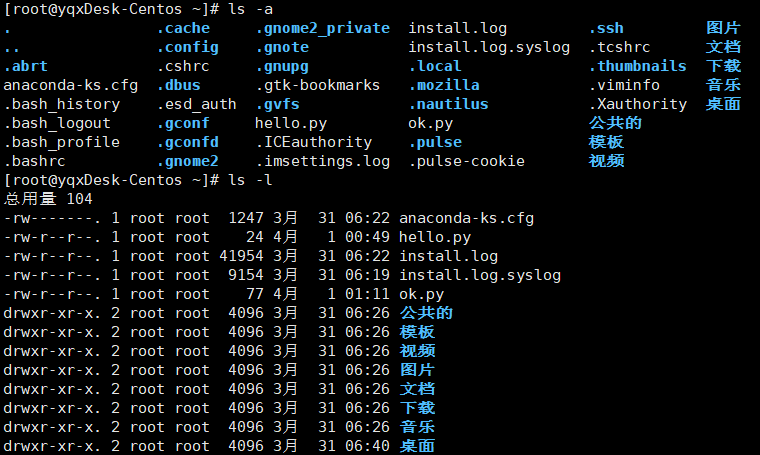 [root@yqxDesk-Centos ~]# ls -a
. .cache .gnome2_private install.log .ssh 图片
.. .config .gnote install.log.syslog .tcshrc 文档
.abrt .cshrc .gnupg .local .thumbnails 下载
anaconda-ks.cfg .dbus .gtk-bookmarks .mozilla .viminfo 音乐
.bash_history .esd_auth .gvfs .nautilus .Xauthority 桌面
.bash_logout .gconf hello.py ok.py 公共的
.bash_profile .gconfd .ICEauthority .pulse 模板
.bashrc .gnome2 .imsettings.log .pulse-cookie 视频
[root@yqxDesk-Centos ~]# ls -l
总用量 104
-rw-------. 1 root root 1247 3月 31 06:22 anaconda-ks.cfg
-rw-r--r--. 1 root root 24 4月 1 00:49 hello.py
-rw-r--r--. 1 root root 41954 3月 31 06:22 install.log
-rw-r--r--. 1 root root 9154 3月 31 06:19 install.log.syslog
-rw-r--r--. 1 root root 77 4月 1 01:11 ok.py
drwxr-xr-x. 2 root root 4096 3月 31 06:26 公共的
drwxr-xr-x. 2 root root 4096 3月 31 06:26 模板
drwxr-xr-x. 2 root root 4096 3月 31 06:26 视频
drwxr-xr-x. 2 root root 4096 3月 31 06:26 图片
drwxr-xr-x. 2 root root 4096 3月 31 06:26 文档
drwxr-xr-x. 2 root root 4096 3月 31 06:26 下载
drwxr-xr-x. 2 root root 4096 3月 31 06:26 音乐
drwxr-xr-x. 2 root root 4096 3月 31 06:40 桌面